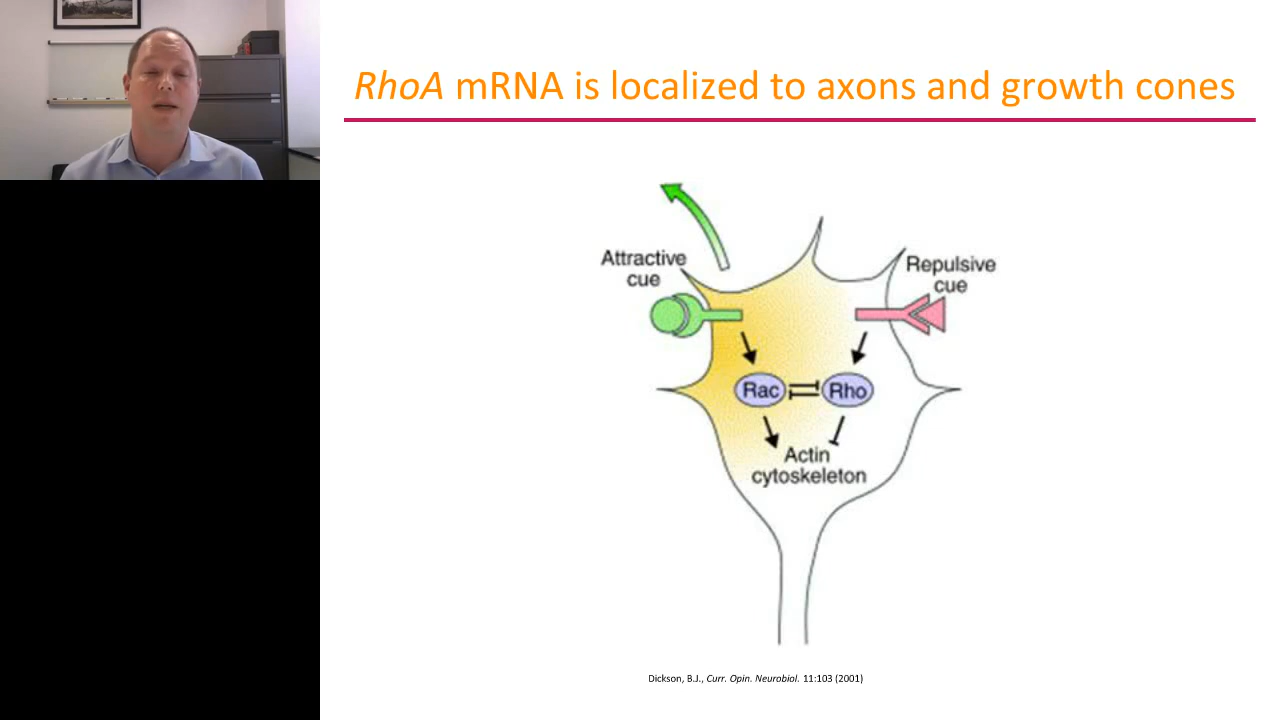 RhoA mRNA is localized to axons and growth cones
Attractive
cue
Repulsive
cue
Rac
Rho
Actin
cytoskeleton
Dickson, B.J., Curr. Opin. Neurobiol. 11:103 (2001)